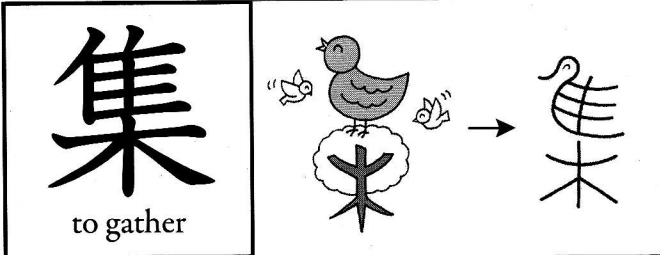 集
to gather